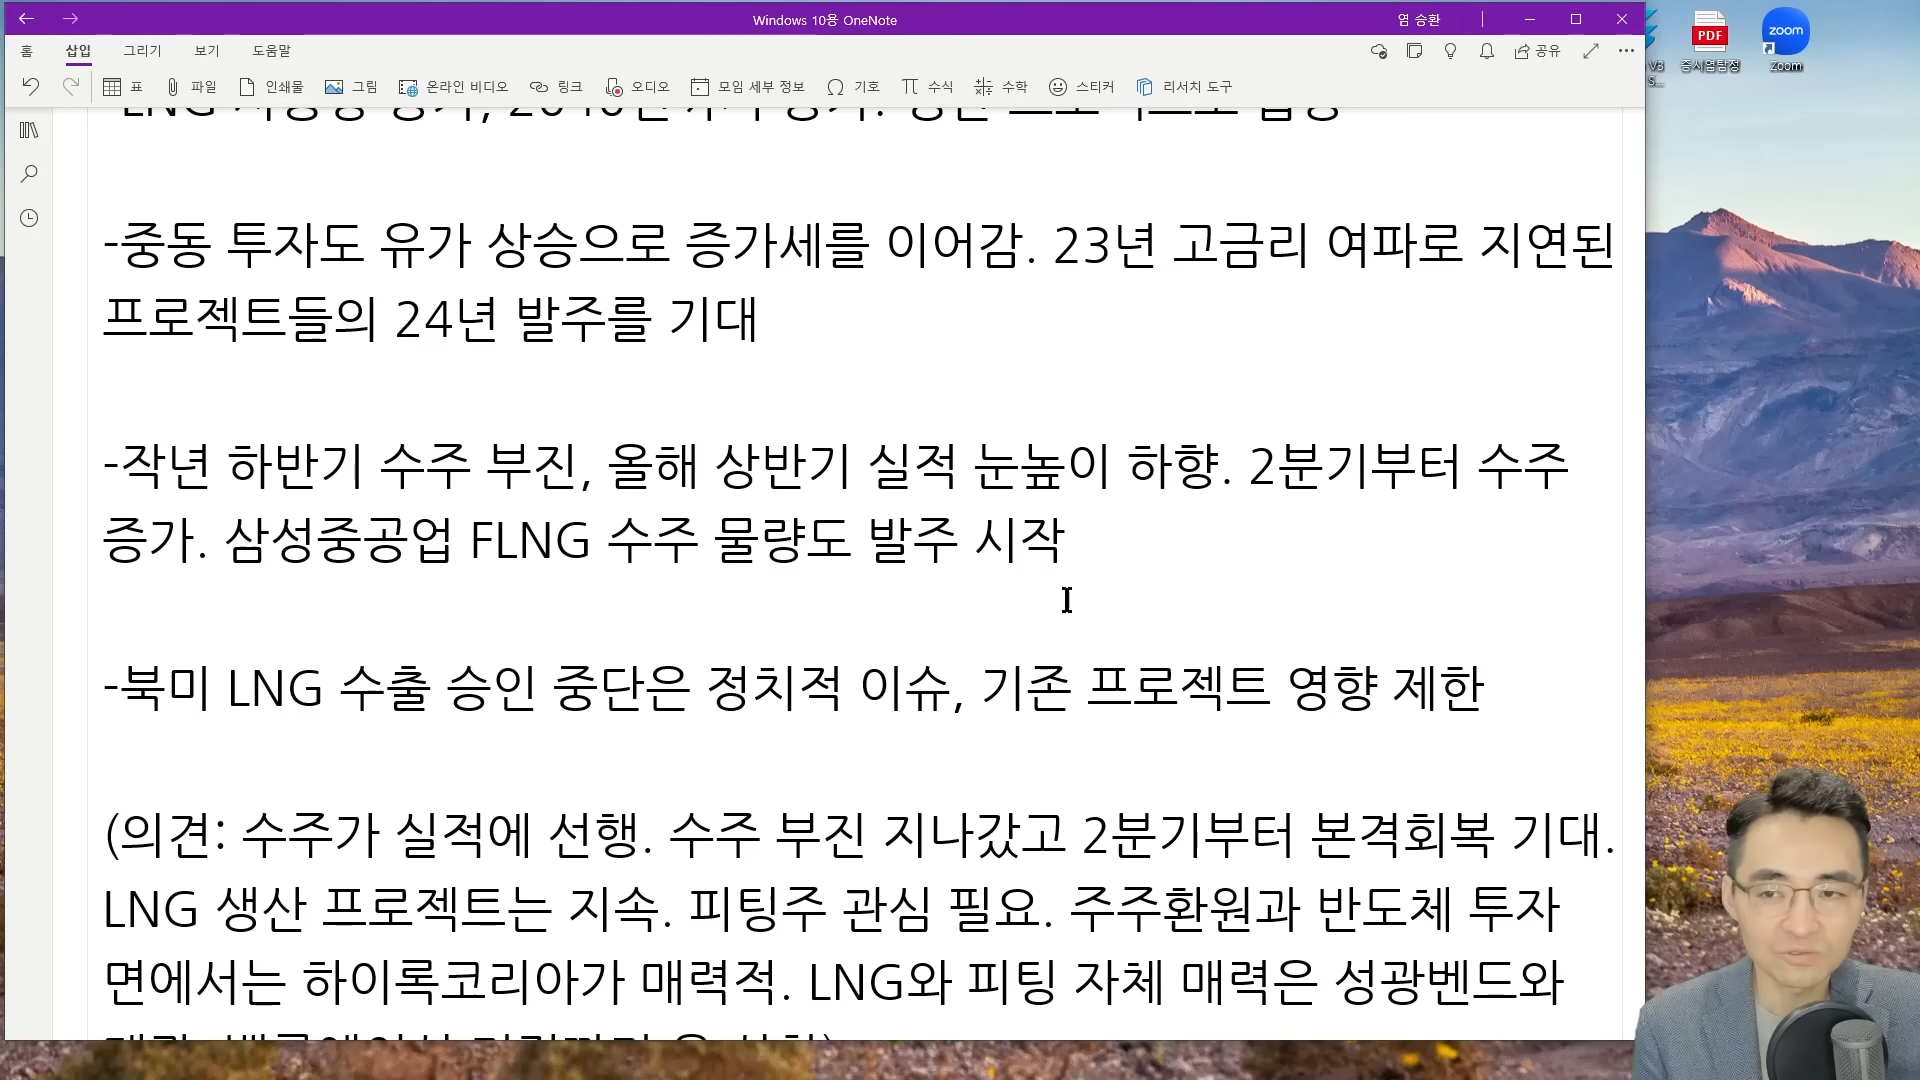 Windows 10용 OneNote
염 승환
홈 삽입 그리기 보기 도움말
공유
표 파일 인쇄물 그림 온라인 비디오 링크 오디오 모임 세부 정보 기호 수식 수학 스티커 리서치 도구
V3
S...
PDF
증시염탐정
zoom
Zoom
-중동 투자도 유가 상승으로 증가세를 이어감. 23년 고금리 여파로 지연된
프로젝트들의 24년 발주를 기대
-작년 하반기 수주 부진, 올해 상반기 실적 눈높이 하향. 2분기부터 수주
증가. 삼성중공업 FLNG 수주 물량도 발주 시작
-북미 LNG 수출 승인 중단은 정치적 이슈, 기존 프로젝트 영향 제한
(의견: 수주가 실적에 선행. 수주 부진 지나갔고 2분기부터 본격회복 기대.
LNG 생산 프로젝트는 지속. 피팅주 관심 필요. 주주환원과 반도체 투자
면에서는 하이록코리아가 매력적. LNG와 피팅 자체 매력은 성광벤드와